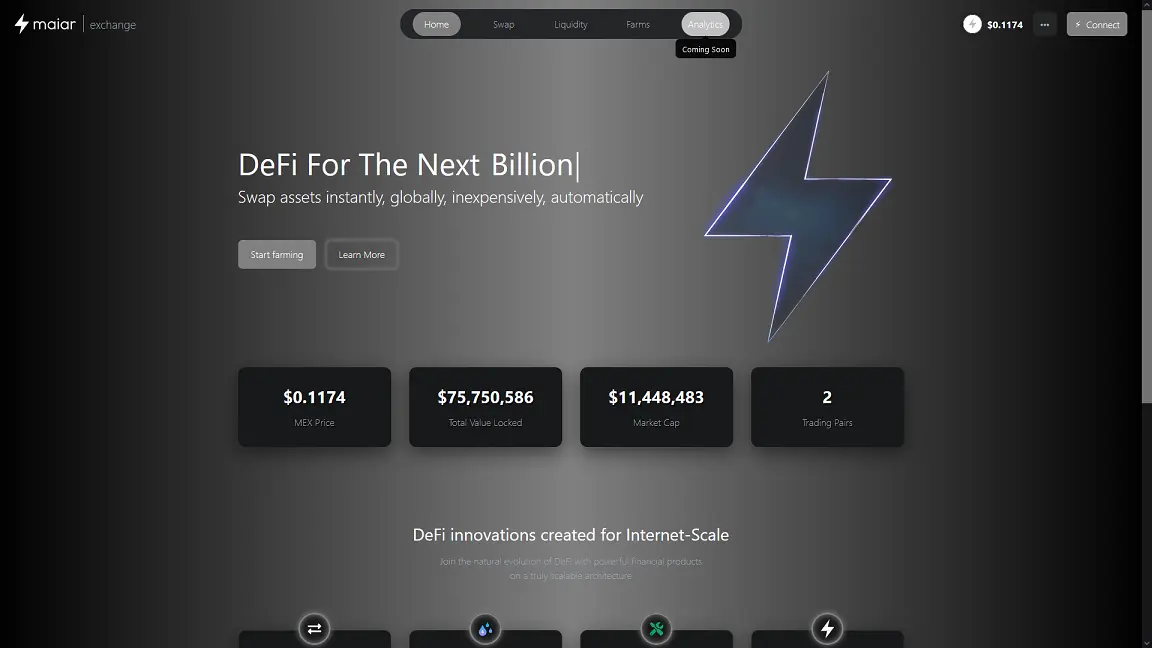 maiar exchange
Home
Swap
Liquidity
Farms
Analytics
$0.1174
Connect
Coming Soon
DeFi For The Next Billion|
Swap assets instantly, globally, inexpensively, automatically
Start farming
Learn More
$0.1174
MEX Price
$75,750,586
Total Value Locked
$11,448,483
Market Cap
2
Trading Pairs
DeFi innovations created for Internet-Scale
Join the natural evolution of DeFi with powerful financial products
on a truly scalable architecture